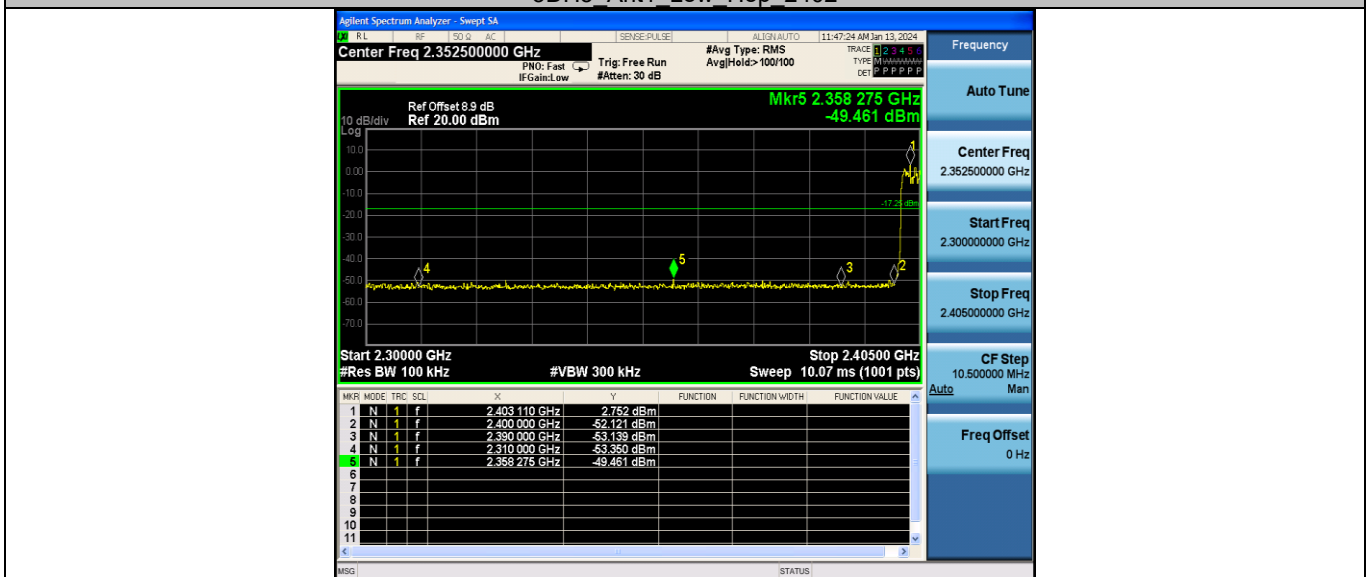 Agilent Spectrum Analyzer - Swept SA
RL RF 50 Ω AC SENSE:PULSE ALIGN AUTO 11:47:24 AM Jan 13, 2024
Center Freq 2.352500000 GHz
PNO: Fast
IFGain:Low
Trig: Free Run
#Atten: 30 dB
#Avg Type: RMS
Avg|Hold:>100/100
TRACE 1 2 3 4 5 6
TYPE M
DET P P P P P P
Frequency
Auto Tune
Center Freq
2.352500000 GHz
Start Freq
2.300000000 GHz
Stop Freq
2.405000000 GHz
CF Step
10.500000 MHz
Auto Man
Freq Offset
0 Hz
Mkr5 2.358 275 GHz
-49.461 dBm
Ref Offset 8.9 dB
10 dB/div Ref 20.00 dBm
Log
10.0
0.00
-10.0
-20.0
-30.0
-40.0
-50.0
-60.0
-70.0
1
-17.25 dBm
4
5
3
2
Start 2.30000 GHz Stop 2.40500 GHz
#Res BW 100 kHz #VBW 300 kHz Sweep 10.07 ms (1001 pts)
MKR MODE TRC SCL X Y FUNCTION FUNCTION WIDTH FUNCTION VALUE
1 N 1 f 2.403 110 GHz 2.752 dBm
2 N 1 f 2.400 000 GHz -52.121 dBm
3 N 1 f 2.390 000 GHz -53.139 dBm
4 N 1 f 2.310 000 GHz -53.350 dBm
5 N 1 f 2.358 275 GHz -49.461 dBm
6
7
8
9
10
11
MSG STATUS